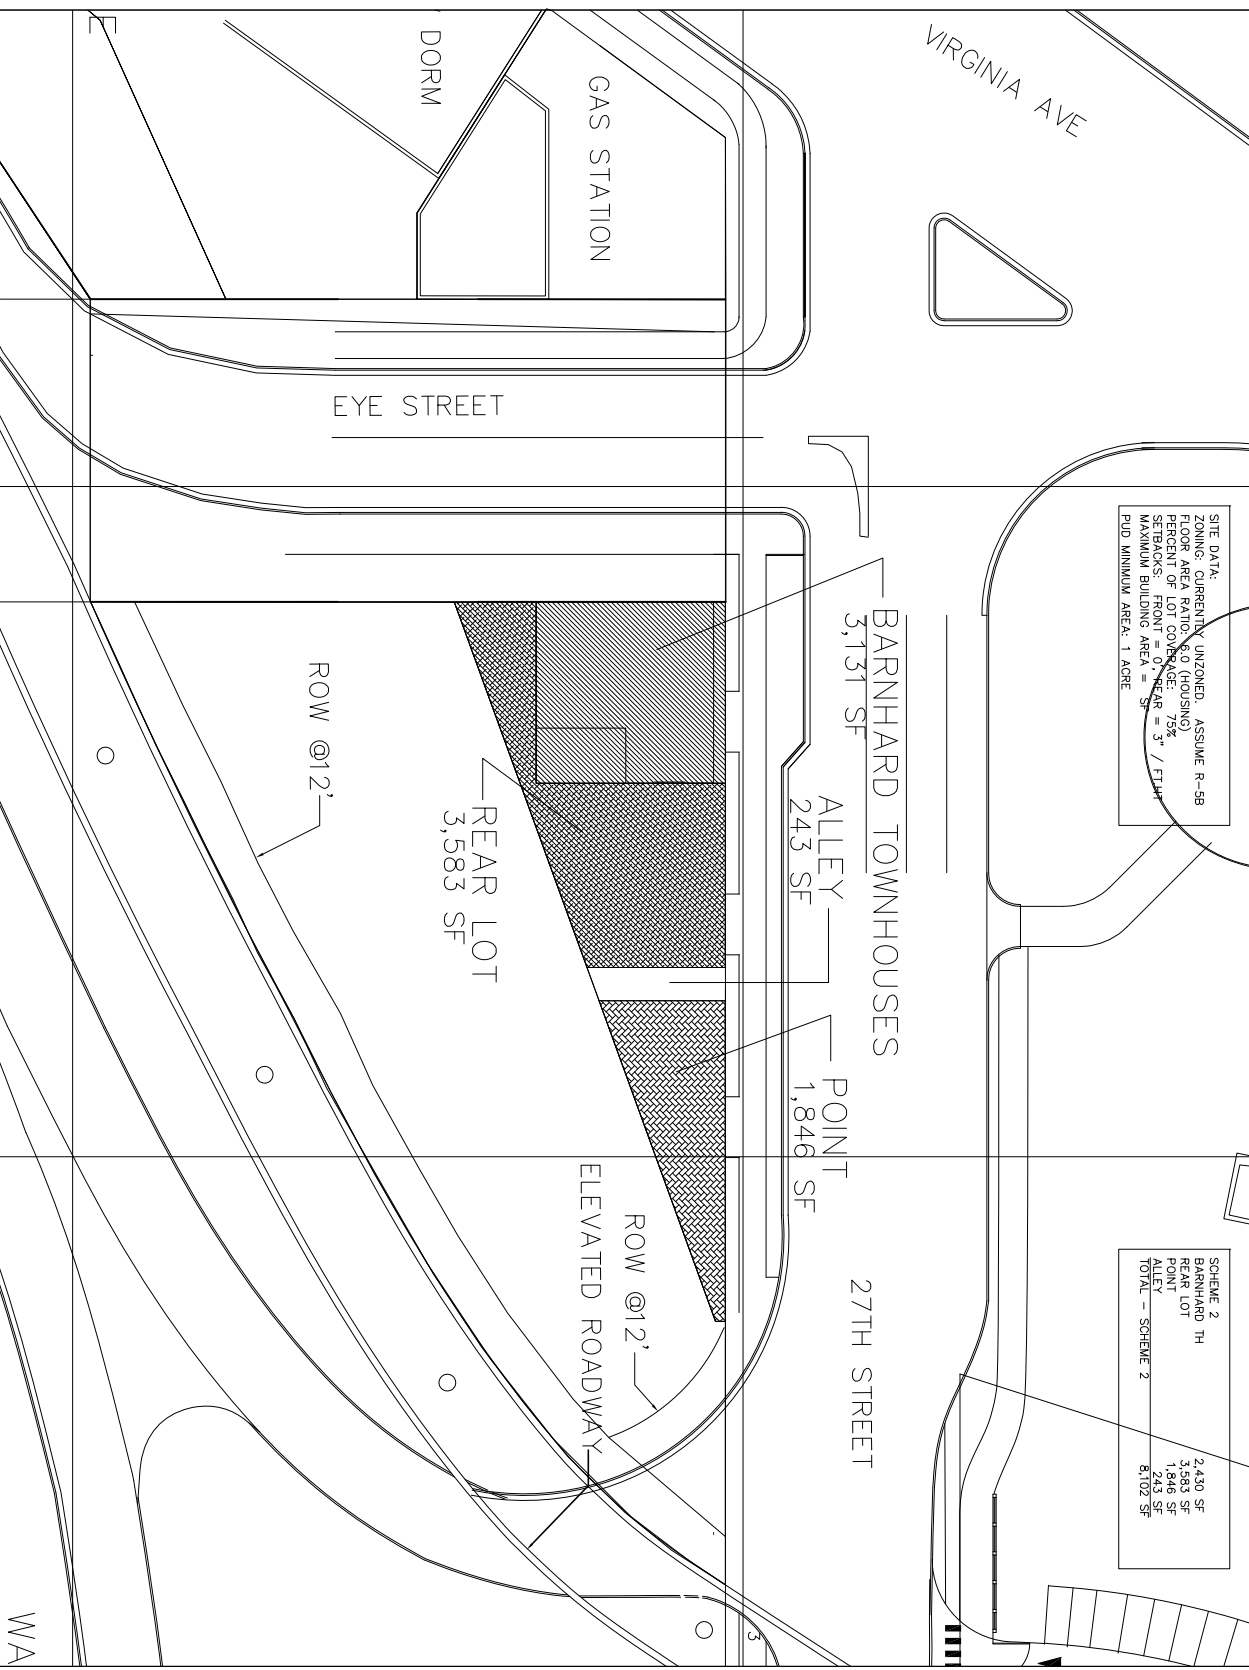 VIRGINIA AVE
DORM
GAS STATION
E
EYE STREET
SITE DATA:
ZONING: CURRENTLY UNZONED. ASSUME R-5B
FLOOR AREA RATIO: 6.0 (HOUSING)
PERCENT OF LOT COVERAGE: 75%
SETBACKS: FRONT = 0', REAR = 3" / FT.HT
MAXIMUM BUILDING AREA = SF
PUD MINIMUM AREA: 1 ACRE
BARNHARD TOWNHOUSES
3,131 SF
ALLEY
243 SF
REAR LOT
3,583 SF
ROW @12'
POINT
1,846 SF
27TH STREET
ROW @12'
ELEVATED ROADWAY
SCHEME 2
BARNHARD TH 2,430 SF
REAR LOT 3,583 SF
POINT 1,846 SF
ALLEY 243 SF
TOTAL - SCHEME 2 8,102 SF
3
WA